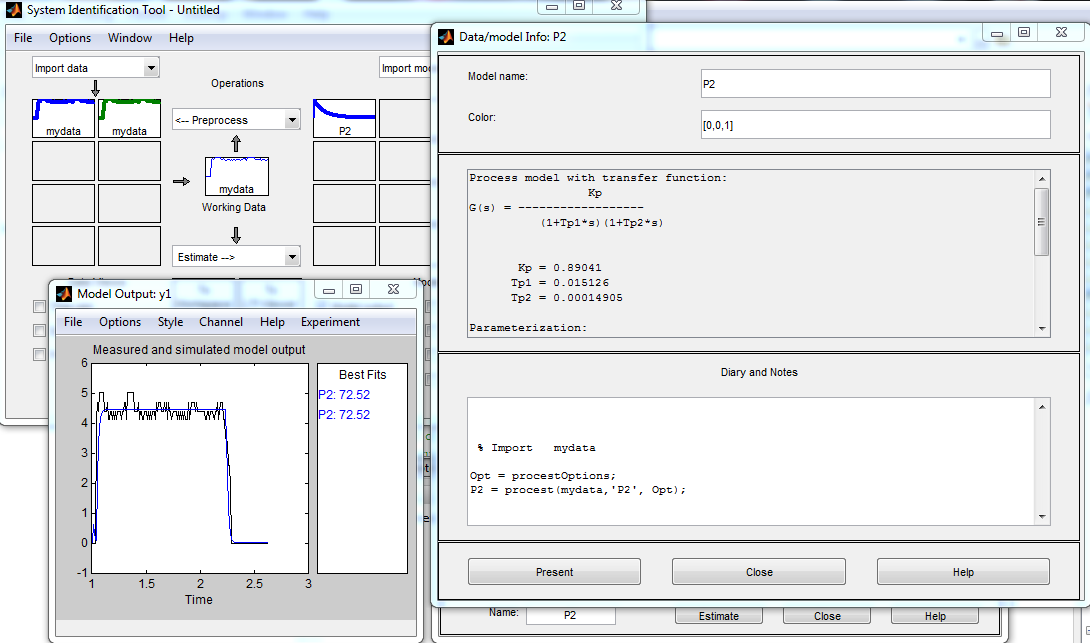 System Identification Tool - Untitled
File Options Window Help
Import data
Operations
mydata mydata
<-- Preprocess
P2
mydata
Working Data
Estimate -->
Data/model Info: P2
Model name:
P2
Color:
[0,0,1]
Process model with transfer function:
Kp
G(s) = ------------------
(1+Tp1*s)(1+Tp2*s)
Kp = 0.89041
Tp1 = 0.015126
Tp2 = 0.00014905
Parameterization:
Diary and Notes
% Import mydata
Opt = procestOptions;
P2 = procest(mydata,'P2', Opt);
Present Close Help
Model Output: y1
File Options Style Channel Help Experiment
Measured and simulated model output
6
5
4
3
2
1
0
-1
1 1.5 2 2.5 3
Time
Best Fits
P2: 72.52
P2: 72.52
Name: P2 Estimate Close Help